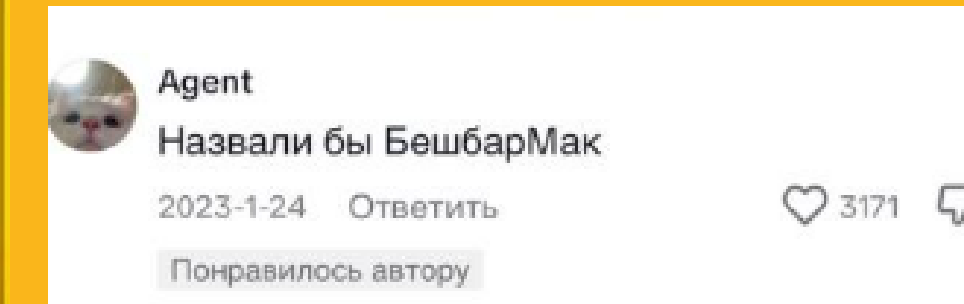 Agent
Назвали бы БешбарМак
2023-1-24 Ответить 3171
Понравилось автору